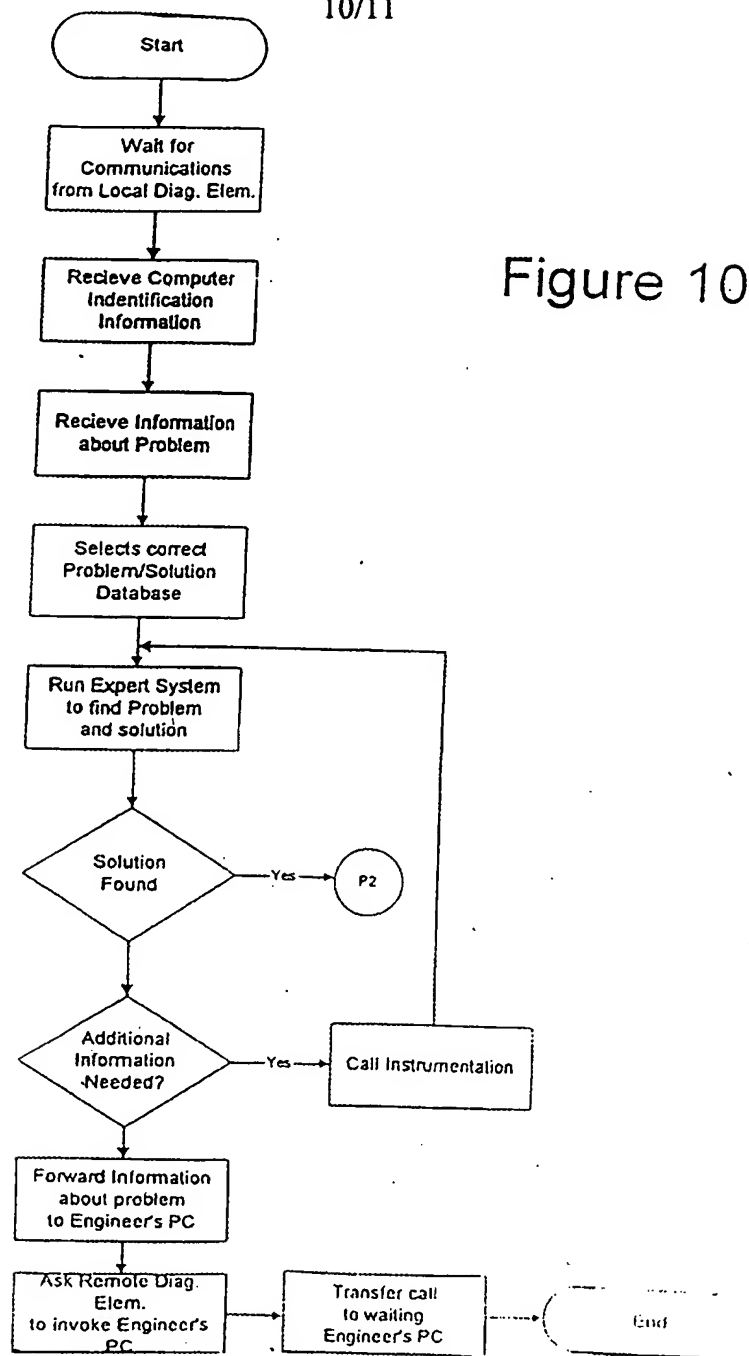 10/11
Start
Wait for
Communications
from Local Diag. Elem.
Recieve Computer
Indentification
Information
Figure 10
Recieve Information
about Problem
Selects correct
Problem/Solution
Database
Run Expert System
to find Problem
and solution
Solution
Found
Yes
P2
Additional
Information
Needed?
Yes
Call Instrumentation
Forward Information
about problem
to Engineer's PC
Ask Remote Diag.
Elem.
to invoke Engineer's
PC
Transfer call
to waiting
Engineer's PC
End